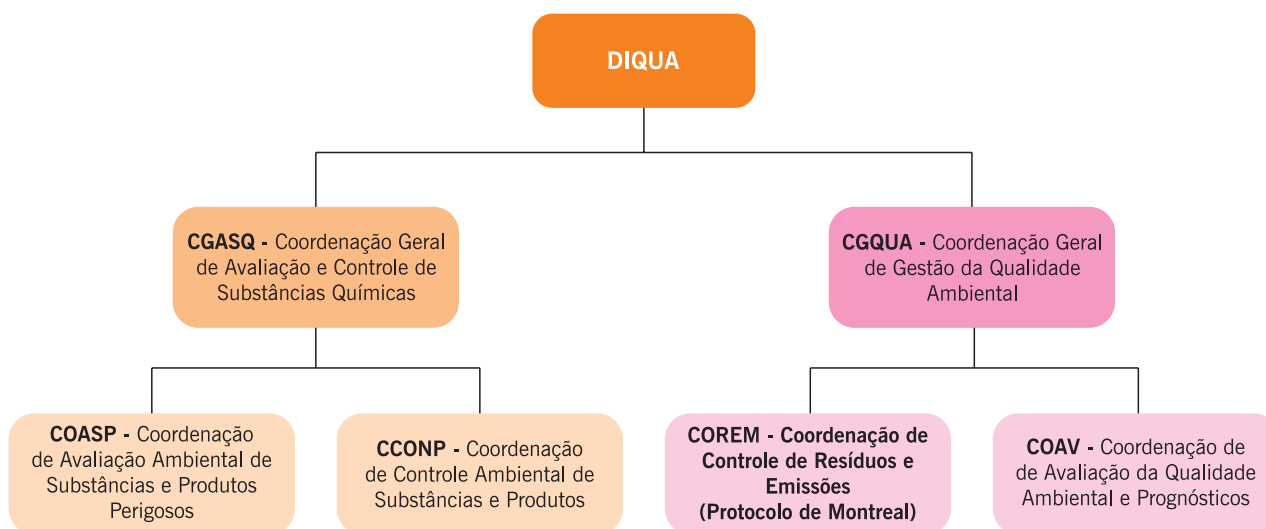 DIQUA
CGASQ - Coordenação Geral
de Avaliação e Controle de
Substâncias Químicas
CGQUA - Coordenação Geral
de Gestão da Qualidade
Ambiental
COASP - Coordenação
de Avaliação Ambiental de
Substâncias e Produtos
Perigosos
CCONP - Coordenação
de Controle Ambiental de
Substâncias e Produtos
COREM - Coordenação de
Controle de Resíduos e
Emissões
(Protocolo de Montreal)
COAV - Coordenação de
de Avaliação da Qualidade
Ambiental e Prognósticos